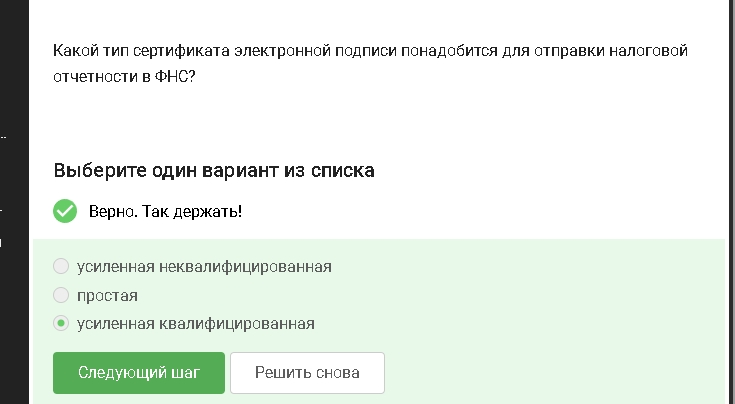 Какой тип сертификата электронной подписи понадобится для отправки налоговой
отчетности в ФНС?
Выберите один вариант из списка
Верно. Так держать!
усиленная неквалифицированная
простая
усиленная квалифицированная
Следующий шаг
Решить снова